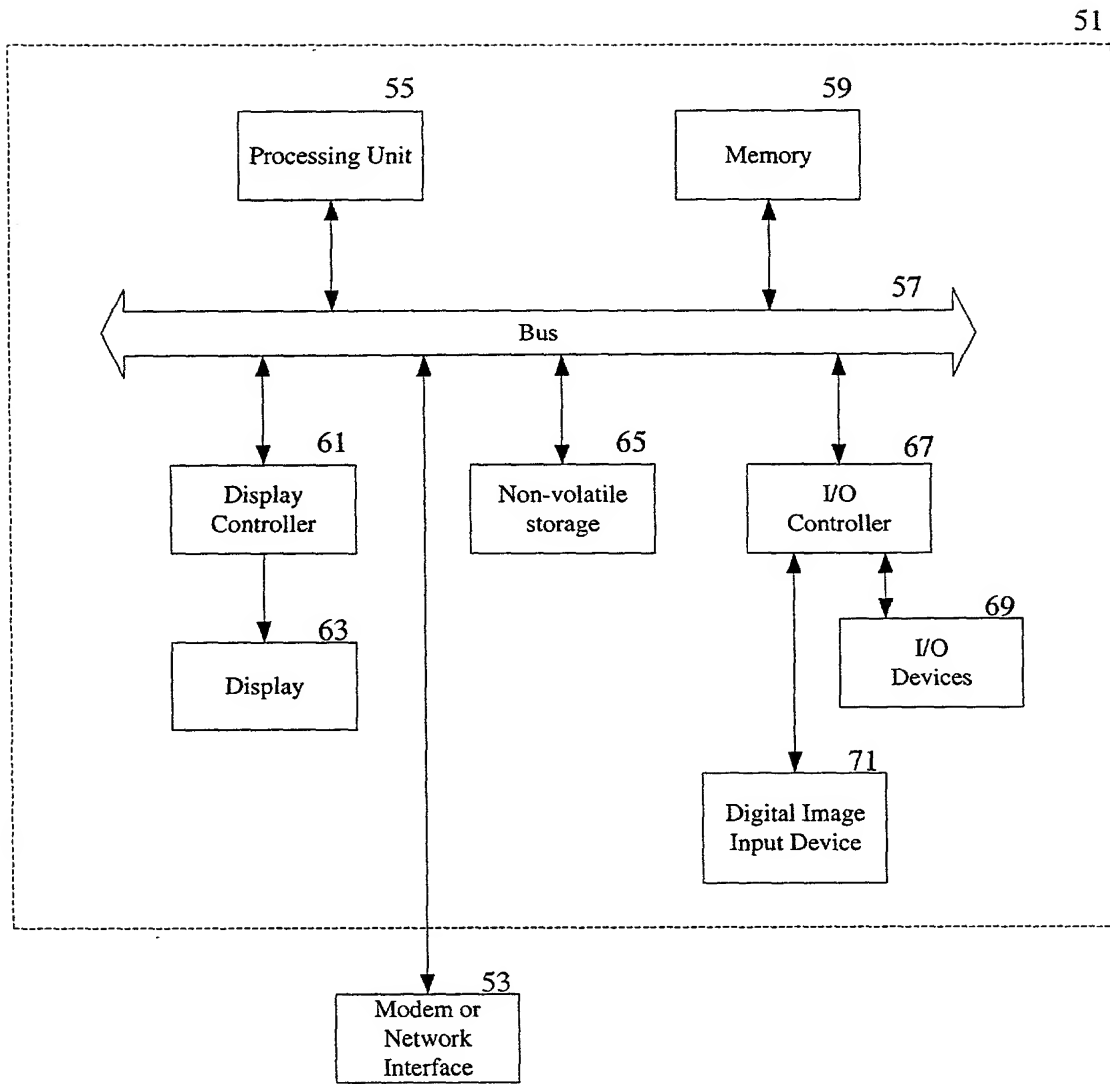 51
55
59
Processing Unit
Memory
57
Bus
61
65
67
Display
Controller
Non-volatile
storage
I/O
Controller
63
69
Display
I/O
Devices
71
Digital Image
Input Device
53
Modem or
Network
Interface